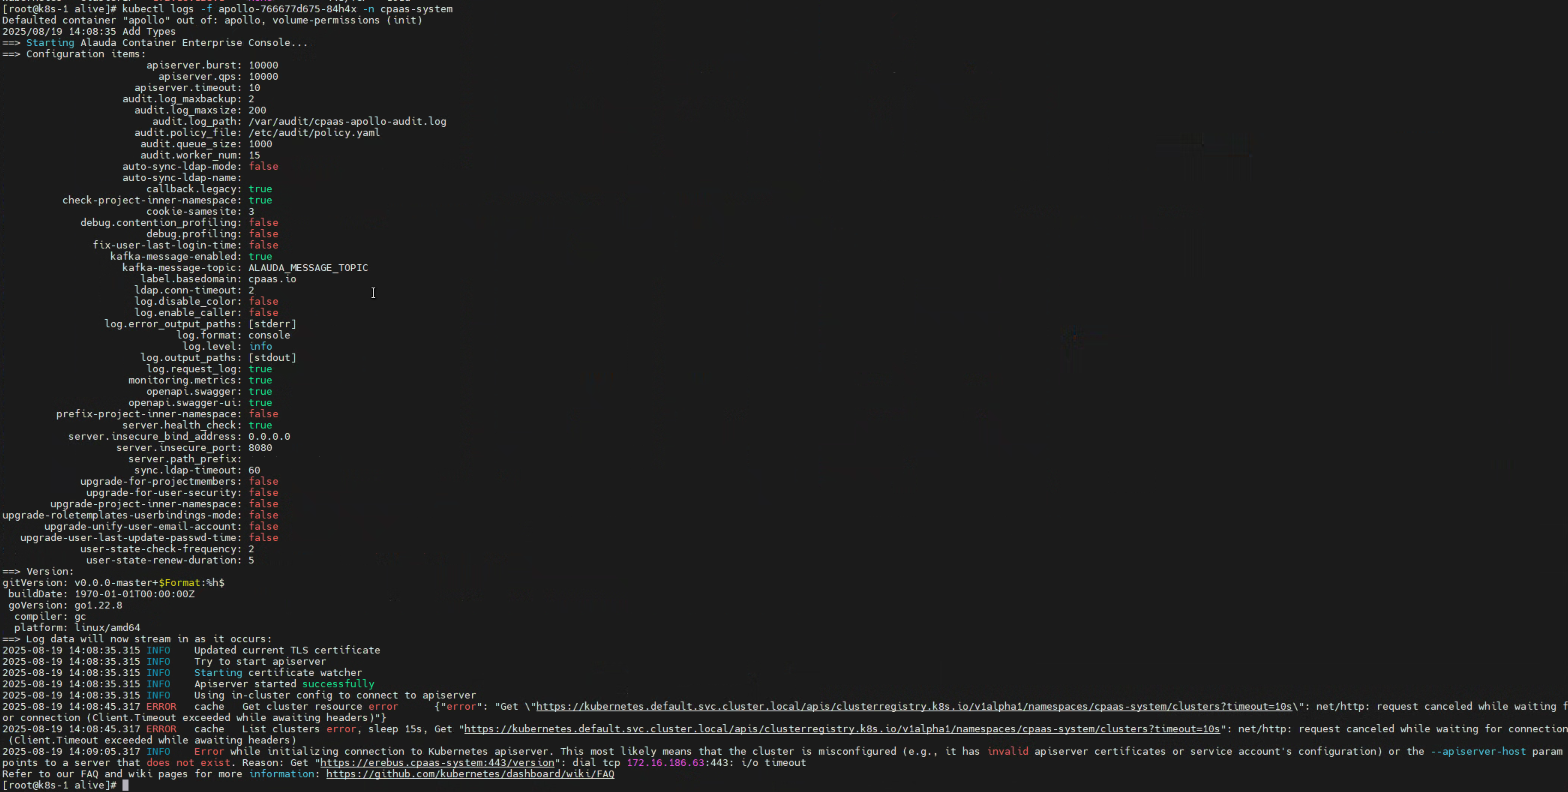 [root@k8s-1 alive]# kubectl logs -f apollo-766677d675-84h4x -n cpaas-system
Defaulted container "apollo" out of: apollo, volume-permissions (init)
2025/08/19 14:08:35 Add Types
==> Starting Alauda Container Enterprise Console...
==> Configuration items:
apiserver.burst: 10000
apiserver.qps: 10000
apiserver.timeout: 10
audit.log_maxbackup: 2
audit.log_maxsize: 200
audit.log_path: /var/audit/cpaas-apollo-audit.log
audit.policy_file: /etc/audit/policy.yaml
audit.queue_size: 1000
audit.worker_num: 15
auto-sync-ldap-mode: false
auto-sync-ldap-name:
callback.legacy: true
check-project-inner-namespace: true
cookie-samesite: 3
debug.contention_profiling: false
debug.profiling: false
fix-user-last-login-time: false
kafka-message-enabled: true
kafka-message-topic: ALAUDA_MESSAGE_TOPIC
label.basedomain: cpaas.io
ldap.conn-timeout: 2
log.disable_color: false
log.enable_caller: false
log.error_output_paths: [stderr]
log.format: console
log.level: info
log.output_paths: [stdout]
log.request_log: true
monitoring.metrics: true
openapi.swagger: true
openapi.swagger-ui: true
prefix-project-inner-namespace: false
server.health_check: true
server.insecure_bind_address: 0.0.0.0
server.insecure_port: 8080
server.path_prefix:
sync.ldap-timeout: 60
upgrade-for-projectmembers: false
upgrade-for-user-security: false
upgrade-project-inner-namespace: false
upgrade-roletemplates-userbindings-mode: false
upgrade-unify-user-email-account: false
upgrade-user-last-update-passwd-time: false
user-state-check-frequency: 2
user-state-renew-duration: 5
==> Version:
gitVersion: v0.0.0-master+$Format:%h$
buildDate: 1970-01-01T00:00:00Z
goVersion: go1.22.8
compiler: gc
platform: linux/amd64
==> Log data will now stream in as it occurs:
2025-08-19 14:08:35.315 INFO Updated current TLS certificate
2025-08-19 14:08:35.315 INFO Try to start apiserver
2025-08-19 14:08:35.315 INFO Starting certificate watcher
2025-08-19 14:08:35.315 INFO Apiserver started successfully
2025-08-19 14:08:35.315 INFO Using in-cluster config to connect to apiserver
2025-08-19 14:08:45.317 ERROR cache Get cluster resource error {"error": "Get \"https://kubernetes.default.svc.cluster.local/apis/clusterregistry.k8s.io/v1alpha1/namespaces/cpaas-system/clusters?timeout=10s\": net/http: request canceled while waiting f
or connection (Client.Timeout exceeded while awaiting headers)"}
2025-08-19 14:08:45.317 ERROR cache List clusters error, sleep 15s, Get "https://kubernetes.default.svc.cluster.local/apis/clusterregistry.k8s.io/v1alpha1/namespaces/cpaas-system/clusters?timeout=10s": net/http: request canceled while waiting for connection
(Client.Timeout exceeded while awaiting headers)
2025-08-19 14:09:05.317 INFO Error while initializing connection to Kubernetes apiserver. This most likely means that the cluster is misconfigured (e.g., it has invalid apiserver certificates or service account's configuration) or the --apiserver-host param
points to a server that does not exist. Reason: Get "https://erebus.cpaas-system:443/version": dial tcp 172.16.186.63:443: i/o timeout
Refer to our FAQ and wiki pages for more information: https://github.com/kubernetes/dashboard/wiki/FAQ
[root@k8s-1 alive]#